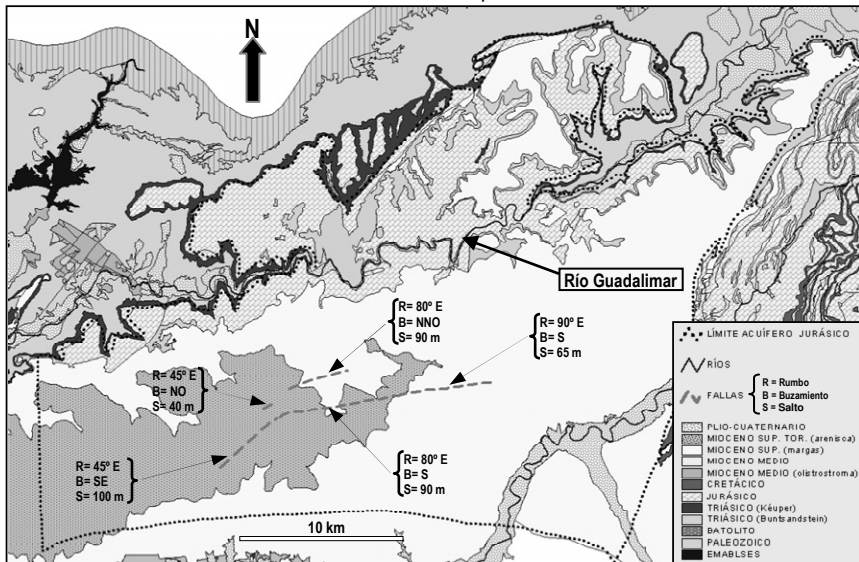 N
Río Guadalimar
R= 80º E
B= NNO
S= 90 m
R= 90º E
B= S
S= 65 m
R= 45º E
B= NO
S= 40 m
R= 45º E
B= SE
S= 100 m
R= 80º E
B= S
S= 90 m
10 km
LÍMITE ACUÍFERO JURÁSICO
RÍOS
FALLAS
R = Rumbo
B = Buzamiento
S = Salto
PLIO-CUATERNARIO
MIOCENO SUP. TOR. (arenisca)
MIOCENO SUP. (margas)
MIOCENO MEDIO
MIOCENO MEDIO (olistrostroma)
CRETÁCICO
JURÁSICO
TRIÁSICO (Kéuper)
TRIÁSICO (Buntsandstein)
BATOLITO
PALEOZOICO
EMABLSES